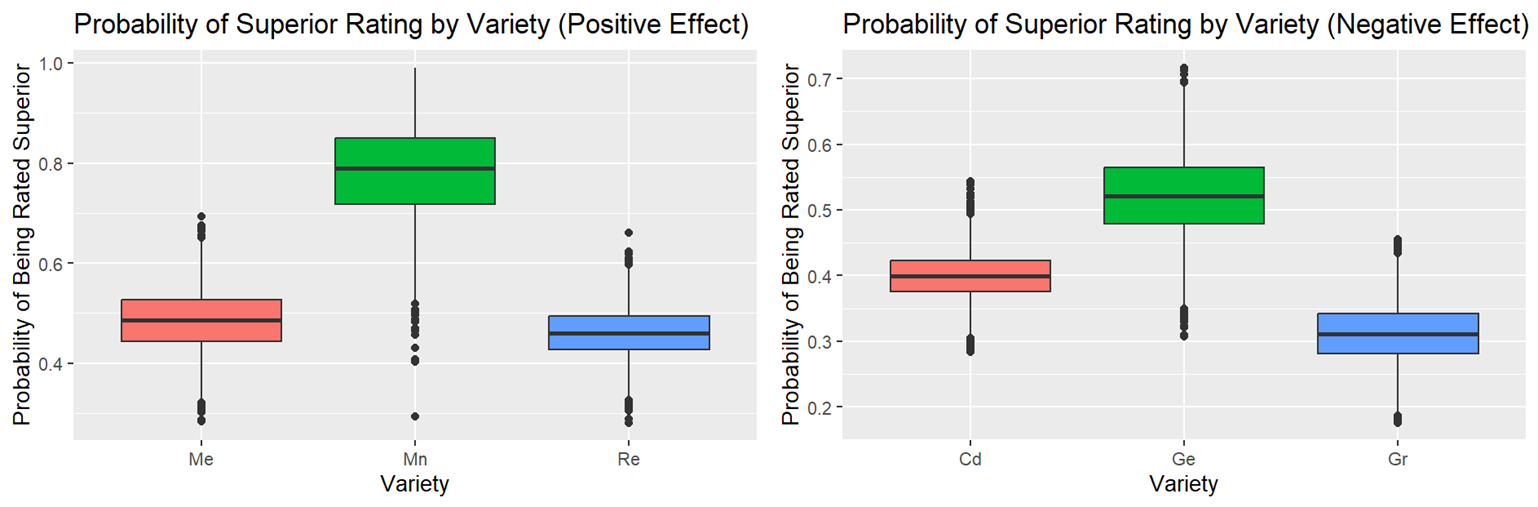 Probability of Superior Rating by Variety (Positive Effect)
Probability of Being Rated Superior
1.0
0.8
0.6
0.4
Me Mn Re
Variety
Probability of Superior Rating by Variety (Negative Effect)
Probability of Being Rated Superior
0.7
0.6
0.5
0.4
0.3
0.2
Cd Ge Gr
Variety